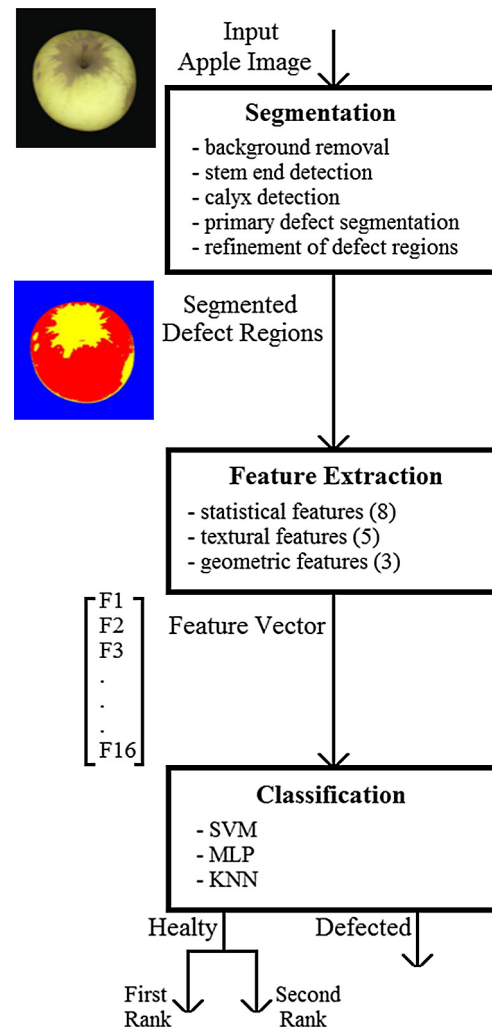 Input
Apple Image
Segmentation
- background removal
- stem end detection
- calyx detection
- primary defect segmentation
- refinement of defect regions
Segmented
Defect Regions
Feature Extraction
- statistical features (8)
- textural features (5)
- geometric features (3)
F1
F2
F3
.
.
.
F16
Feature Vector
Classification
- SVM
- MLP
- KNN
Healty
Defected
First
Rank
Second
Rank